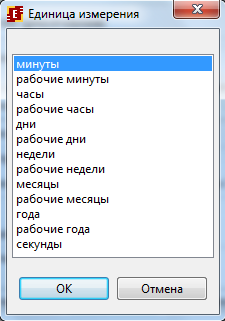 Единица измерения
минуты
рабочие минуты
часы
рабочие часы
дни
рабочие дни
недели
рабочие недели
месяцы
рабочие месяцы
года
рабочие года
секунды
ОК
Отмена